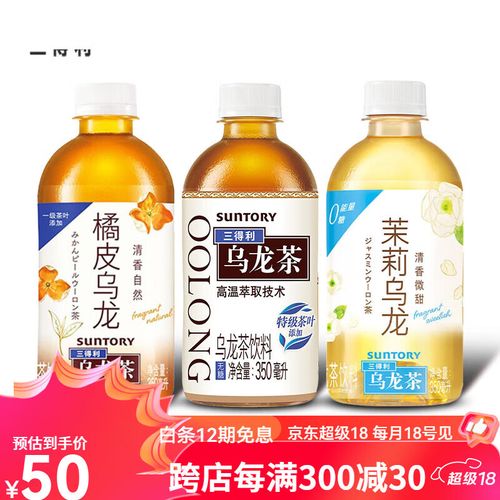 三得利
一级茶叶
添加
橘皮乌龙
みかんピールウーロン茶
清香自然
fragrant
natural
SUNTORY
三得利
乌龙茶
OOLONG
SUNTORY
三得利
乌龙茶
高温萃取技术
特级茶叶
添加
乌龙茶饮料
无糖
净含量:350毫升
0能量
糖
茉莉乌龙
ジャスミンウーロン茶
清香微甜
fragrant
sweetish
SUNTORY
三得利
乌龙茶
预估到手价
¥50
白条12期免息
京东超级18 每月18号见
跨店每满300减30
超级18